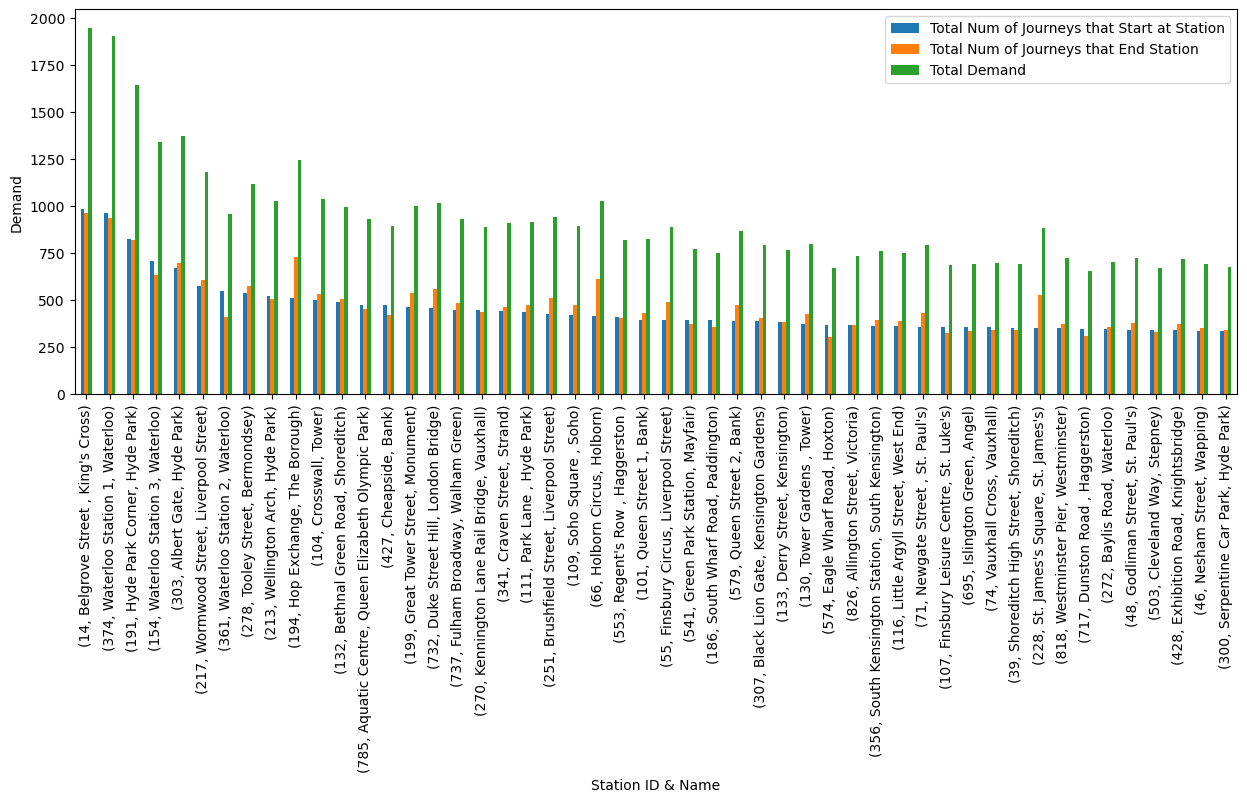 2000
1750
1500
1250
1000
750
500
250
0
Demand
Total Num of Journeys that Start at Station
Total Num of Journeys that End Station
Total Demand
(14, Belgrove Street , King's Cross)
(374, Waterloo Station 1, Waterloo)
(191, Hyde Park Corner, Hyde Park)
(154, Waterloo Station 3, Waterloo)
(303, Albert Gate, Hyde Park)
(217, Wormwood Street, Liverpool Street)
(361, Waterloo Station 2, Waterloo)
(278, Tooley Street, Bermondsey)
(213, Wellington Arch, Hyde Park)
(194, Hop Exchange, The Borough)
(104, Crosswall, Tower)
(132, Bethnal Green Road, Shoreditch)
(785, Aquatic Centre, Queen Elizabeth Olympic Park)
(427, Cheapside, Bank)
(199, Great Tower Street, Monument)
(732, Duke Street Hill, London Bridge)
(737, Fulham Broadway, Walham Green)
(270, Kennington Lane Rail Bridge, Vauxhall)
(341, Craven Street, Strand)
(111, Park Lane , Hyde Park)
(251, Brushfield Street, Liverpool Street)
(109, Soho Square , Soho)
(66, Holborn Circus, Holborn)
(553, Regent's Row , Haggerston )
(101, Queen Street 1, Bank)
(55, Finsbury Circus, Liverpool Street)
(541, Green Park Station, Mayfair)
(186, South Wharf Road, Paddington)
(579, Queen Street 2, Bank)
(307, Black Lion Gate, Kensington Gardens)
(133, Derry Street, Kensington)
(130, Tower Gardens , Tower)
(574, Eagle Wharf Road, Hoxton)
(826, Allington Street, Victoria)
(356, South Kensington Station, South Kensington)
(116, Little Argyll Street, West End)
(71, Newgate Street , St. Paul's)
(107, Finsbury Leisure Centre, St. Luke's)
(695, Islington Green, Angel)
(74, Vauxhall Cross, Vauxhall)
(39, Shoreditch High Street, Shoreditch)
(228, St. James's Square, St. James's)
(818, Westminster Pier, Westminster)
(717, Dunston Road , Haggerston)
(272, Baylis Road, Waterloo)
(48, Godliman Street, St. Paul's)
(503, Cleveland Way, Stepney)
(428, Exhibition Road, Knightsbridge)
(46, Nesham Street, Wapping)
(300, Serpentine Car Park, Hyde Park)
Station ID & Name